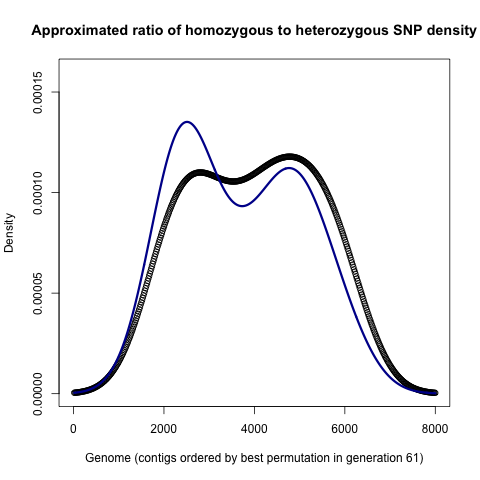 Approximated ratio of homozygous to heterozygous SNP density
0.00015
0.00010
0.00005
0.00000
Density
0 2000 4000 6000 8000
Genome (contigs ordered by best permutation in generation 61)